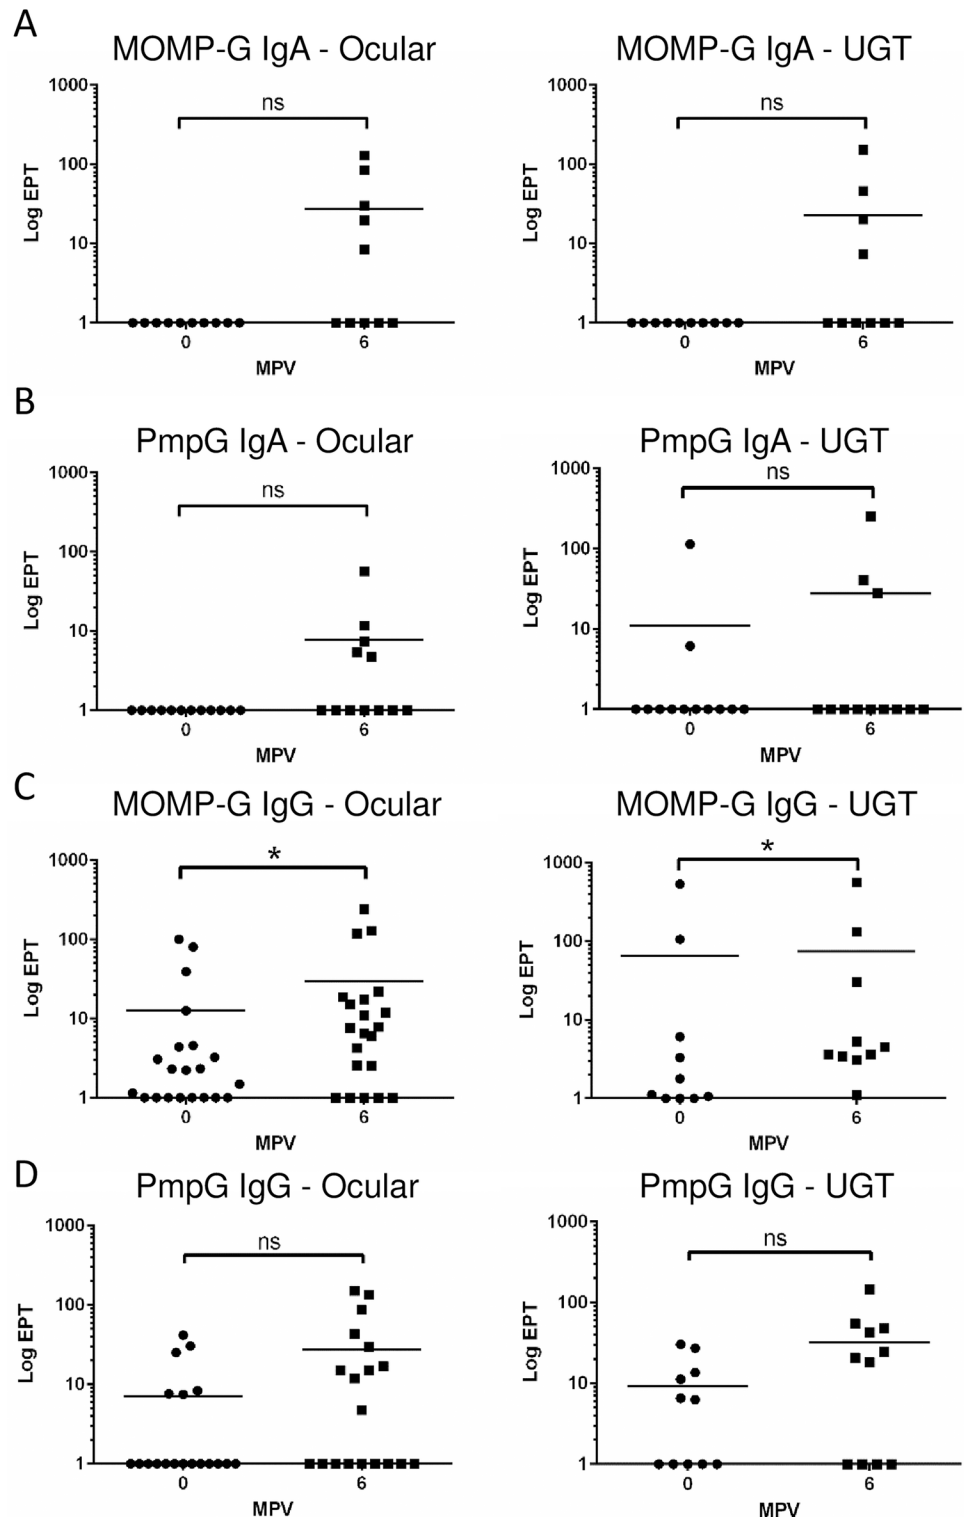 A
MOMP-G IgA - Ocular
MOMP-G IgA - UGT
1000
100
10
1
Log EPT
ns
0
6
MPV
1000
100
10
1
Log EPT
ns
0
6
MPV
B
PmpG IgA - Ocular
PmpG IgA - UGT
1000
100
10
1
Log EPT
ns
0
6
MPV
1000
100
10
1
Log EPT
ns
0
6
MPV
C
MOMP-G IgG - Ocular
MOMP-G IgG - UGT
1000
100
10
1
Log EPT
*
0
6
MPV
1000
100
10
1
Log EPT
*
0
6
MPV
D
PmpG IgG - Ocular
PmpG IgG - UGT
1000
100
10
1
Log EPT
ns
0
6
MPV
1000
100
10
1
Log EPT
ns
0
6
MPV